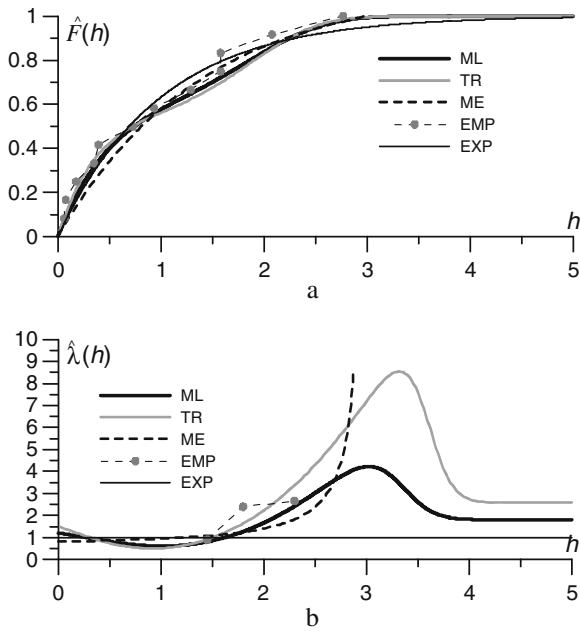 1
F̂(h)
ML
0.8
TR
ME
0.6
EMP
EXP
0.4
0.2
h
0
0 1 2 3 4 5
a
10
λ̂(h)
9
8
ML
7
TR
6
ME
5
EMP
4
EXP
3
2
1
h
0
0 1 2 3 4 5
b